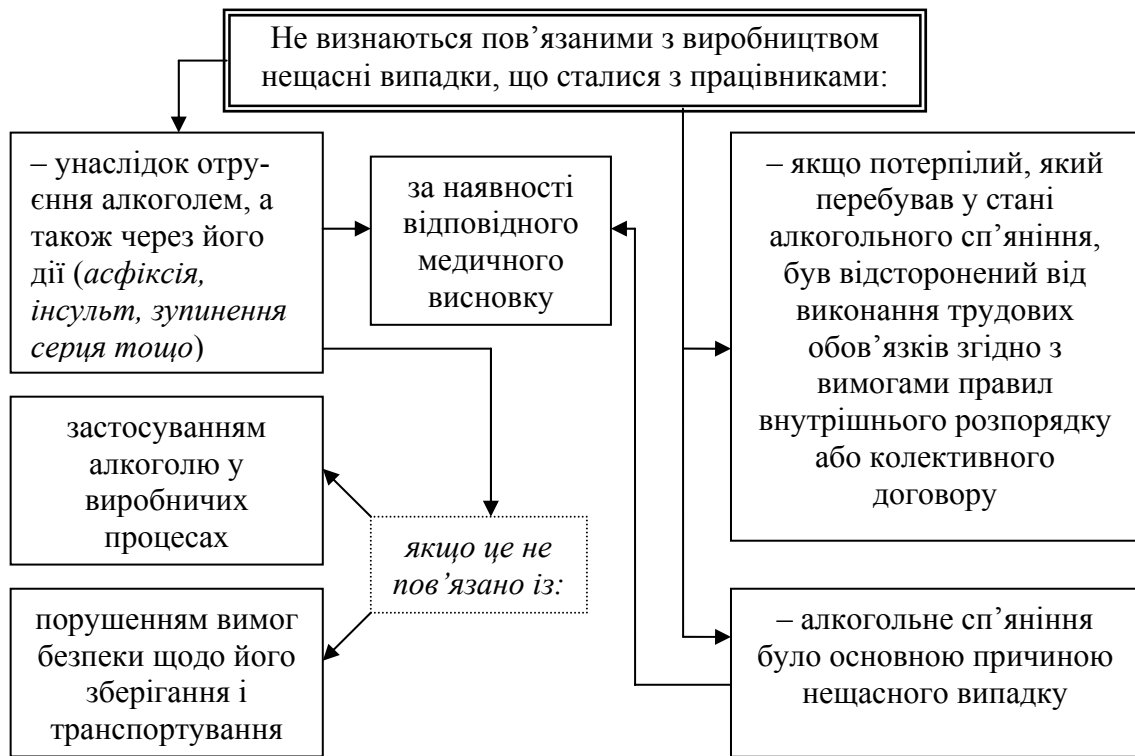 Не визнаються пов’язаними з виробництвом
нещасні випадки, що сталися з працівниками:
– унаслідок отру-
єння алкоголем, а
також через його
дії (асфіксія,
інсульт, зупинення
серця тощо)
за наявності
відповідного
медичного
висновку
– якщо потерпілий, який
перебував у стані
алкогольного сп’яніння,
був відсторонений від
виконання трудових
обов’язків згідно з
вимогами правил
внутрішнього розпорядку
або колективного
договору
застосуванням
алкоголю у
виробничих
процесах
якщо це не
пов’язано із:
порушенням вимог
безпеки щодо його
зберігання і
транспортування
– алкогольне сп’яніння
було основною причиною
нещасного випадку